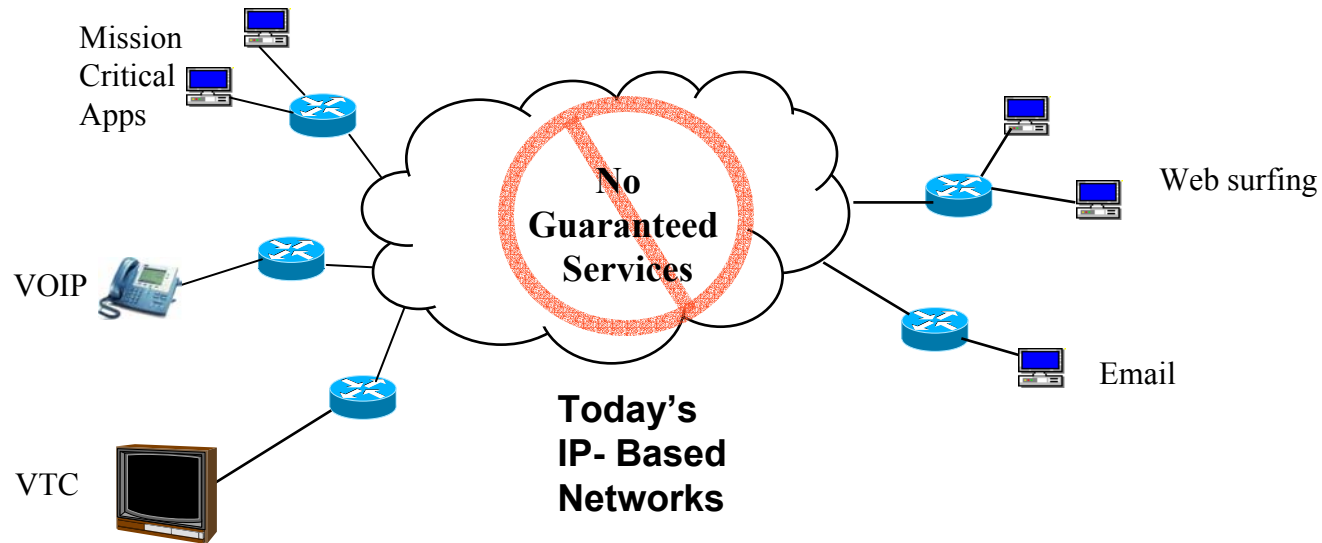 Mission
Critical
Apps
No
Guaranteed
Services
Web surfing
VOIP
Email
Today’s
IP- Based
Networks
VTC